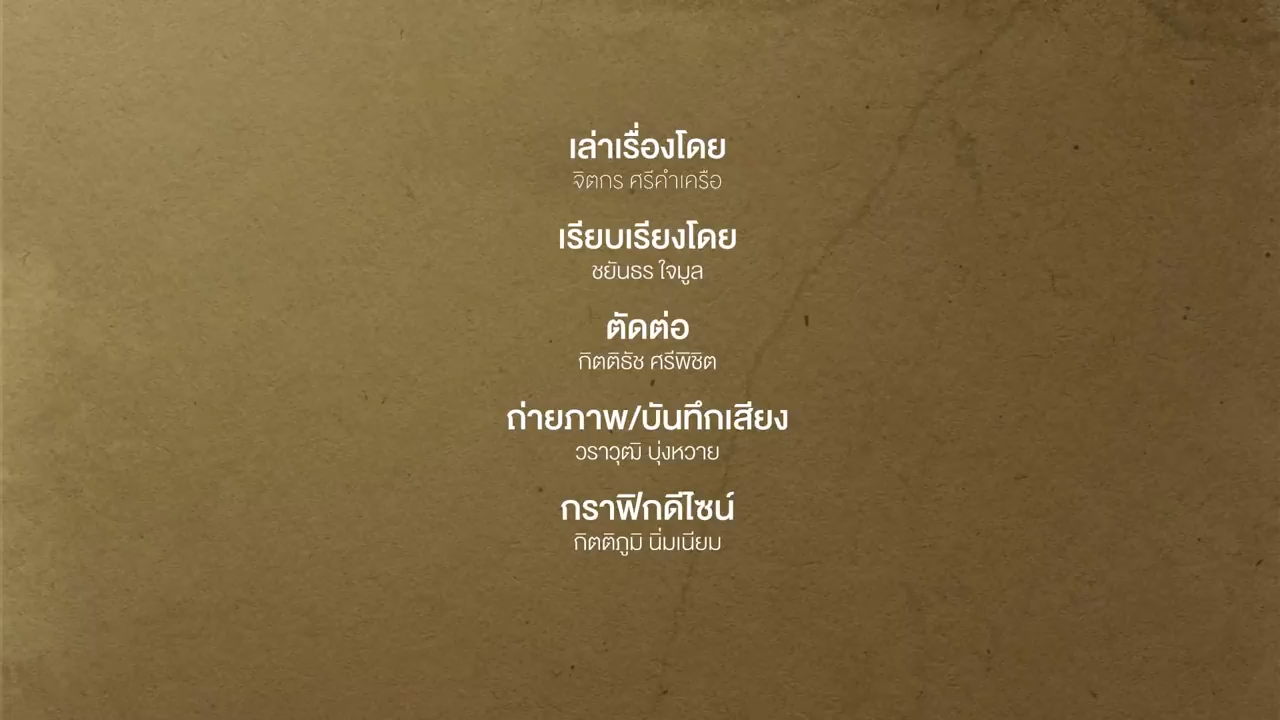 เล่าเรื่องโดย
จิตกร ศรีคำเครือ
เรียบเรียงโดย
ชยันธร ใจมูล
ตัดต่อ
กิตติธัช ศรีพิชิต
ถ่ายภาพ/บันทึกเสียง
วราวุฒิ บุ่งหวาย
กราฟิกดีไซน์
กิตติภูมิ นิ่มเนียม